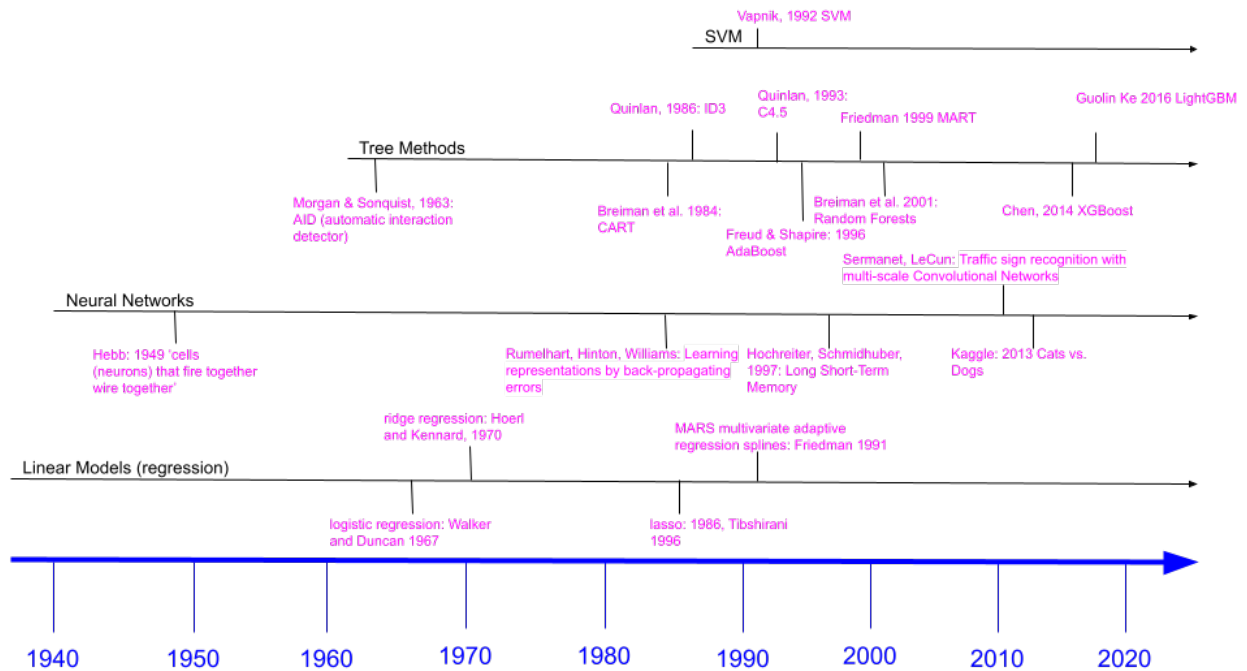 Vapnik, 1992 SVM
SVM
Quinlan, 1986: ID3
Quinlan, 1993:
C4.5
Friedman 1999 MART
Guolin Ke 2016 LightGBM
Tree Methods
Morgan & Sonquist, 1963:
AID (automatic interaction
detector)
Breiman et al. 1984:
CART
Freud & Shapire: 1996
AdaBoost
Breiman et al. 2001:
Random Forests
Chen, 2014 XGBoost
Sermanet, LeCun: Traffic sign recognition with
multi-scale Convolutional Networks
Neural Networks
Hebb: 1949 'cells
(neurons) that fire together
wire together'
Rumelhart, Hinton, Williams: Learning
representations by back-propagating
errors
Hochreiter, Schmidhuber,
1997: Long Short-Term
Memory
Kaggle: 2013 Cats vs.
Dogs
ridge regression: Hoerl
and Kennard, 1970
MARS multivariate adaptive
regression splines: Friedman 1991
Linear Models (regression)
logistic regression: Walker
and Duncan 1967
lasso: 1986, Tibshirani
1996
1940
1950
1960
1970
1980
1990
2000
2010
2020